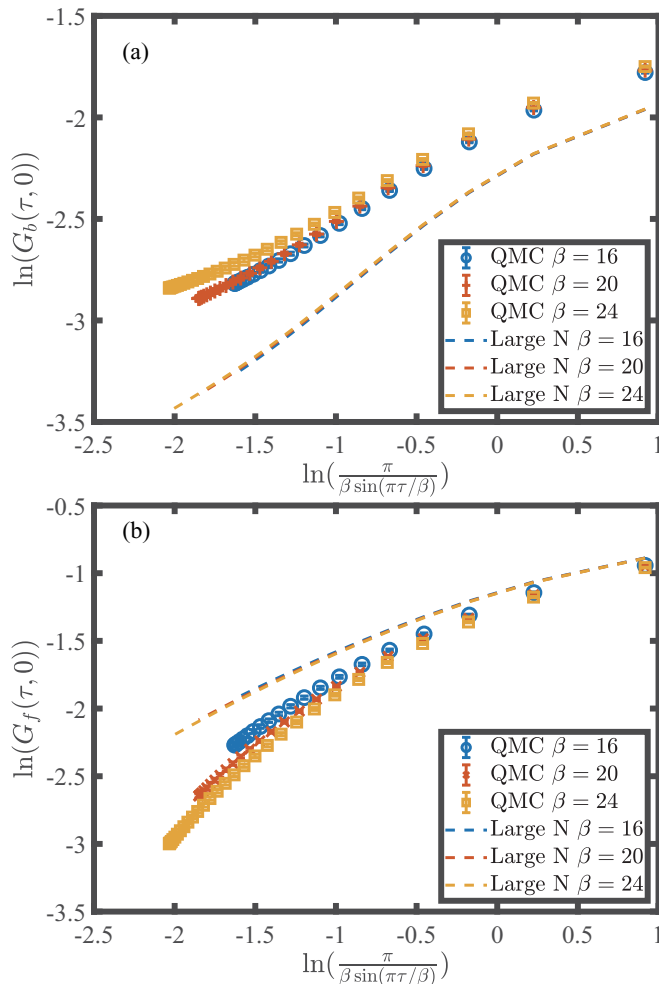 -1.5
(a)
-2
ln(G_b(τ, 0))
-2.5
QMC β = 16
QMC β = 20
-3
QMC β = 24
Large N β = 16
Large N β = 20
Large N β = 24
-3.5
-2.5 -2 -1.5 -1 -0.5 0 0.5 1
ln(π / β sin(πτ/β))
-0.5
(b)
-1
-1.5
ln(G_f(τ, 0))
-2
QMC β = 16
-2.5
QMC β = 20
QMC β = 24
-3
Large N β = 16
Large N β = 20
Large N β = 24
-3.5
-2.5 -2 -1.5 -1 -0.5 0 0.5 1
ln(π / β sin(πτ/β))